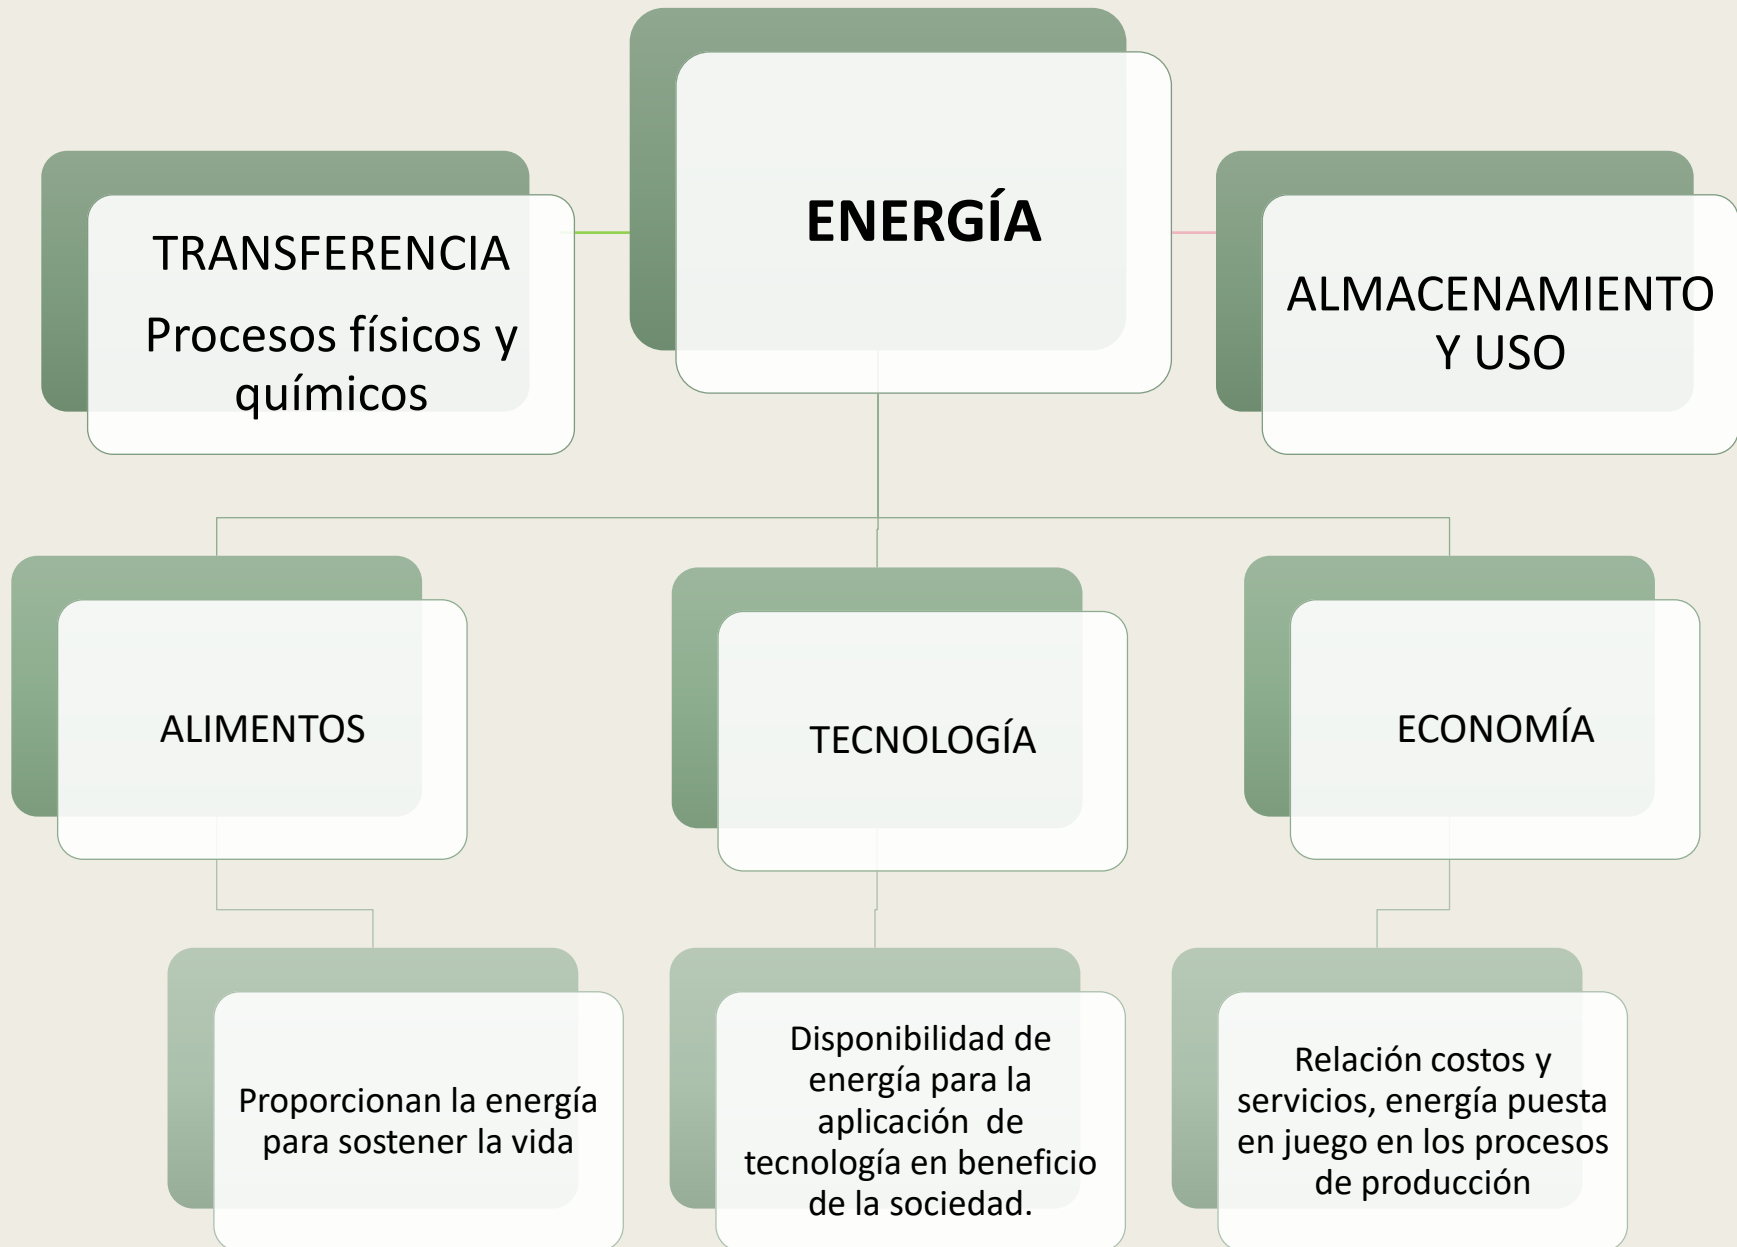 ENERGÍA
TRANSFERENCIA
Procesos físicos y
químicos
ALMACENAMIENTO
Y USO
ALIMENTOS
TECNOLOGÍA
ECONOMÍA
Proporcionan la energía
para sostener la vida
Disponibilidad de
energía para la
aplicación  de
tecnología en beneficio
de la sociedad.
Relación costos y
servicios, energía puesta
en juego en los procesos
de producción